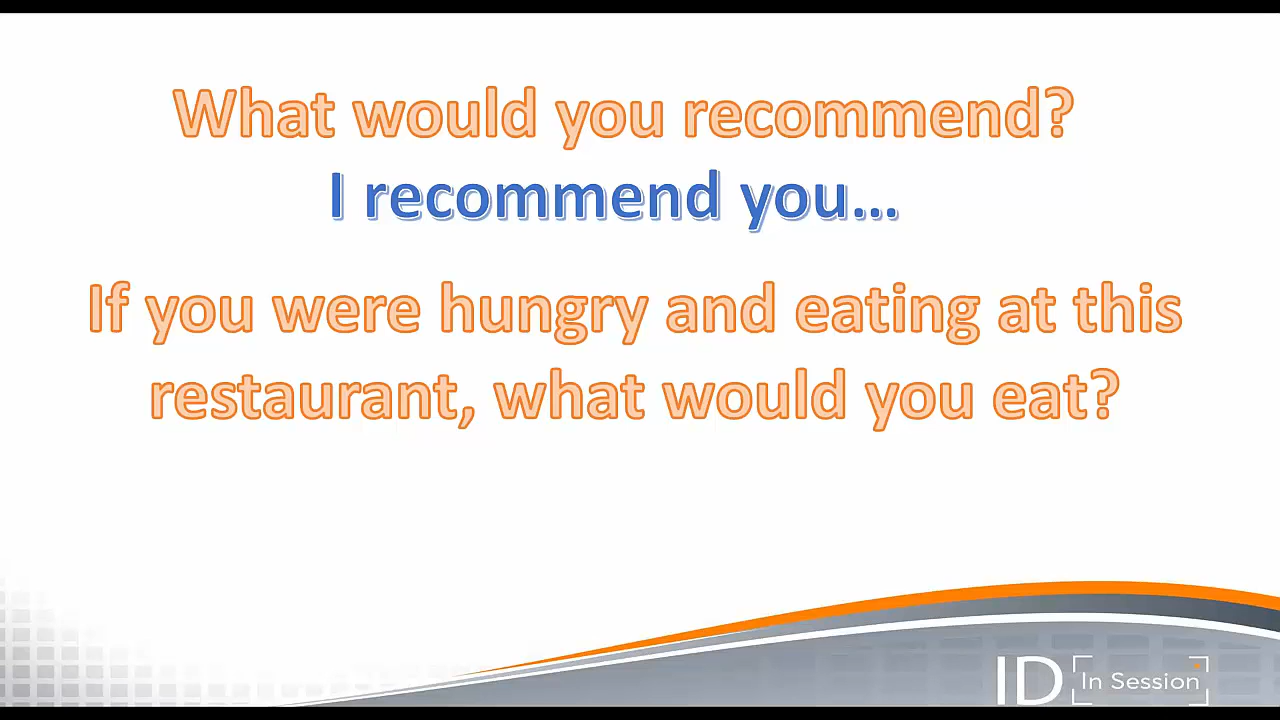 What would you recommend?
I recommend you...
If you were hungry and eating at this
restaurant, what would you eat?
ID In Session